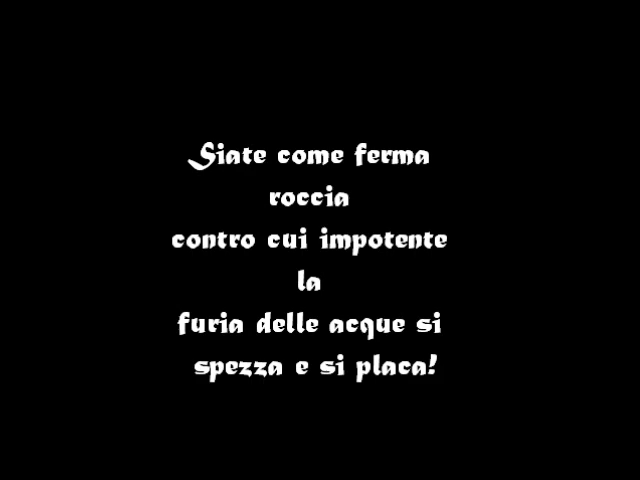 Siate come ferma
roccia
contro cui impotente
la
furia delle acque si
spezza e si placa!